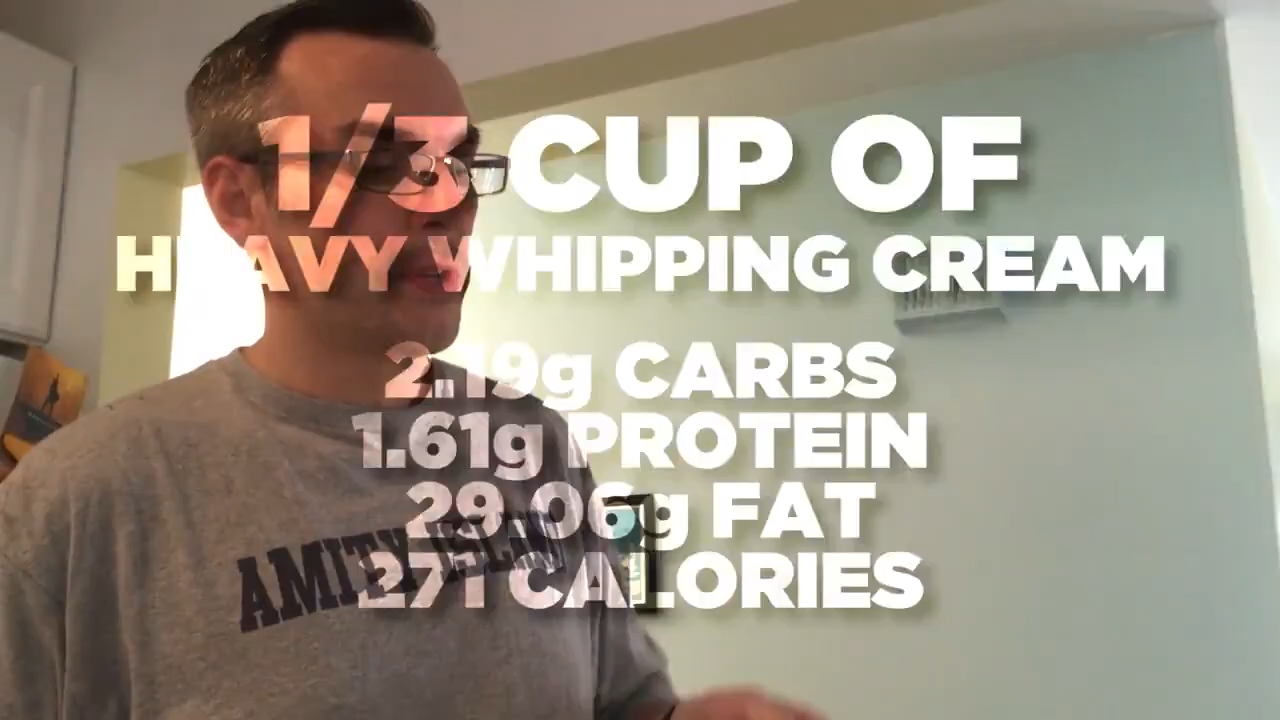 1/3 CUP OF
HEAVY WHIPPING CREAM
2.19g CARBS
1.61g PROTEIN
29.06g FAT
271 CALORIES
AMITY ISLAND